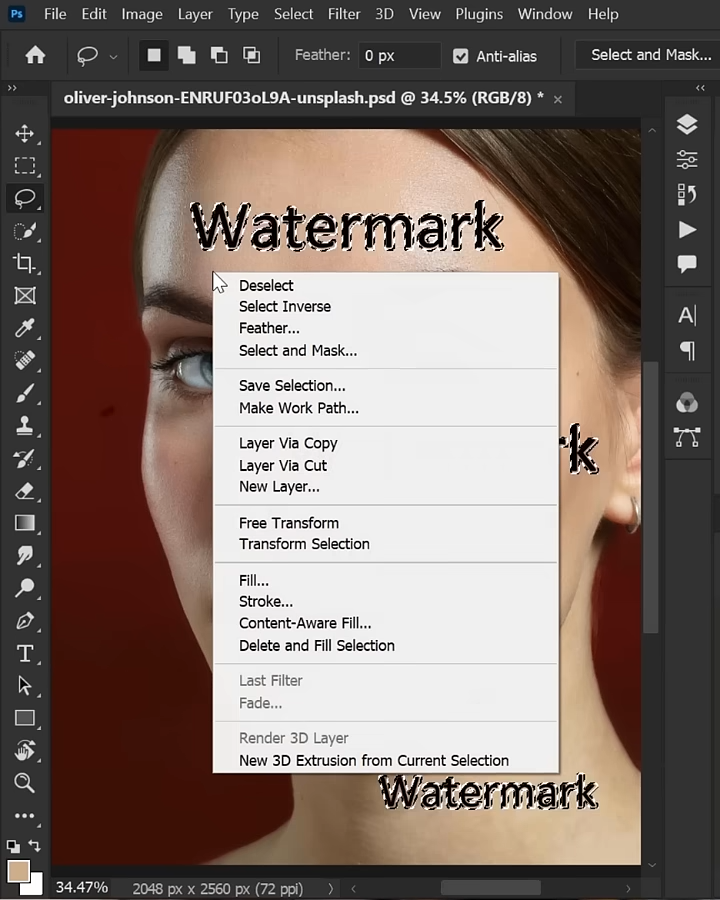 Ps File Edit Image Layer Type Select Filter 3D View Plugins Window Help
Feather: 0 px Anti-alias Select and Mask...
oliver-johnson-ENRUF03oL9A-unsplash.psd @ 34.5% (RGB/8) * ×
Watermark
Deselect
Select Inverse
Feather...
Select and Mask...
Save Selection...
Make Work Path...
Layer Via Copy
rk
Layer Via Cut
New Layer...
Free Transform
Transform Selection
Fill...
Stroke...
Content-Aware Fill...
Delete and Fill Selection
Last Filter
Fade...
Render 3D Layer
New 3D Extrusion from Current Selection
Watermark
34.47% 2048 px x 2560 px (72 ppi)